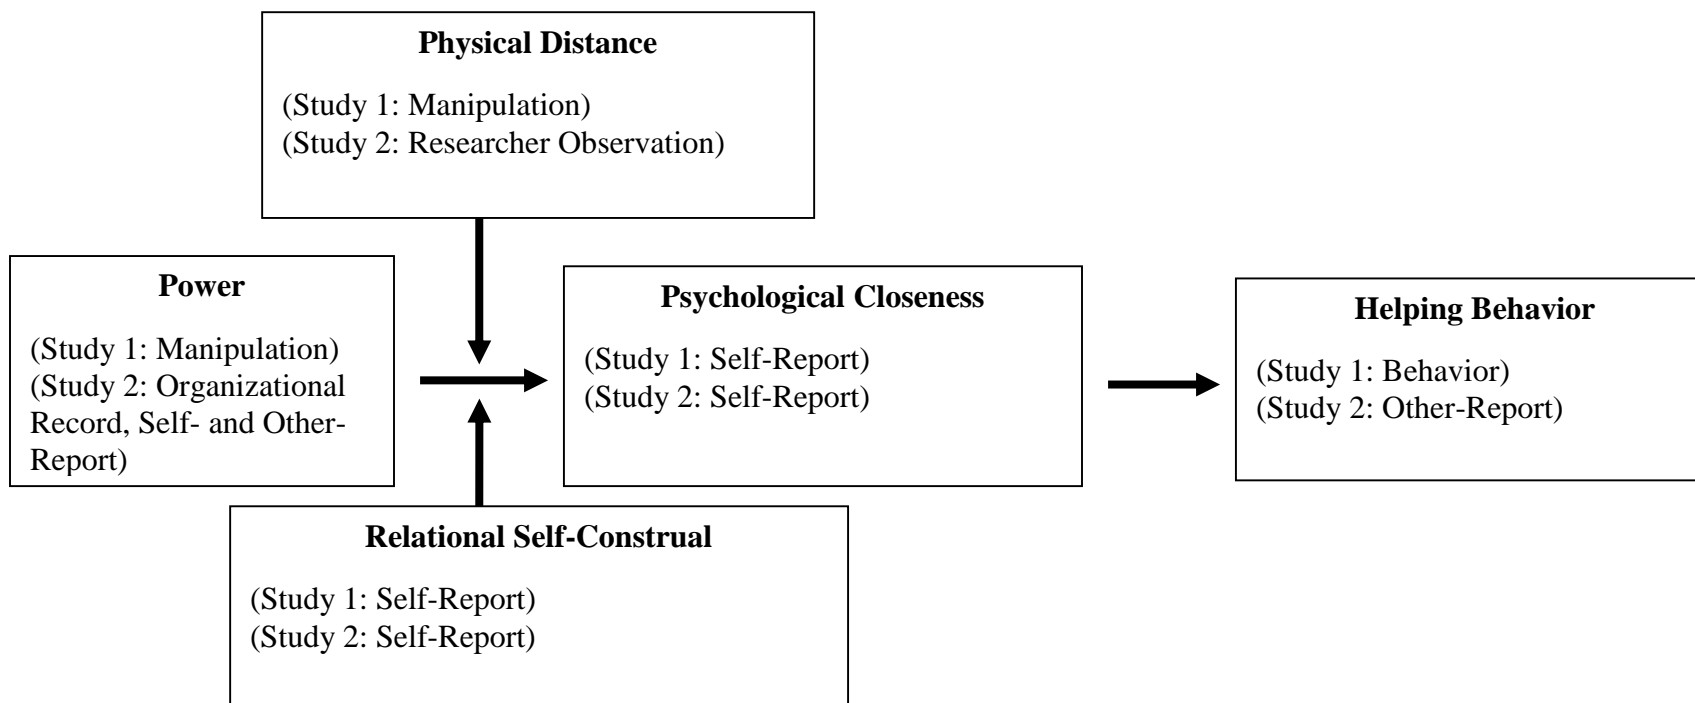 Physical Distance
(Study 1: Manipulation)
(Study 2: Researcher Observation)
Power
(Study 1: Manipulation)
(Study 2: Organizational
Record, Self- and Other-
Report)
Psychological Closeness
(Study 1: Self-Report)
(Study 2: Self-Report)
Helping Behavior
(Study 1: Behavior)
(Study 2: Other-Report)
Relational Self-Construal
(Study 1: Self-Report)
(Study 2: Self-Report)